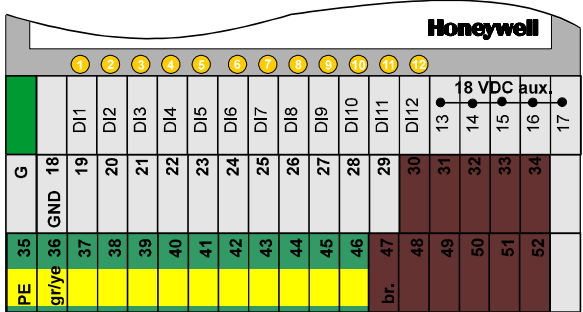 Honeywell
1 2 3 4 5 6 7 8 9 10 11 12
18 VDC aux.
DI1 DI2 DI3 DI4 DI5 DI6 DI7 DI8 DI9 DI10 DI11 DI12 13 14 15 16 17
G 18 19 20 21 22 23 24 25 26 27 28 29 30 31 32 33 34
GND
35 36 37 38 39 40 41 42 43 44 45 46 47 48 49 50 51 52
PE gr/ye br.